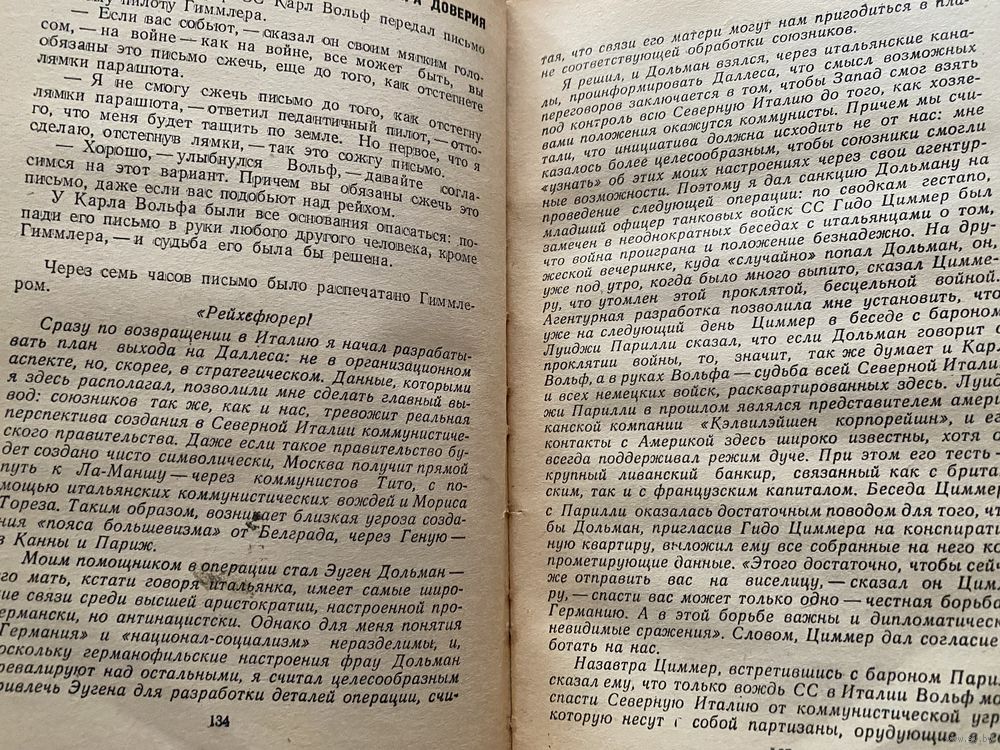 ДОВЕРИЯ
СС Карл Вольф передал письмо
пилоту Гиммлера.
— Если вас собьют, — сказал он своим мягким голо-
сом, — на войне — как на войне, все может быть, — вы
обязаны это письмо сжечь, еще до того, как отстегнете
лямки парашюта.
— Я не смогу сжечь письмо до того, как отстегну
лямки парашюта, — ответил педантичный пилот, — отто-
го, что меня будет тащить по земле. Но первое, что я
сделаю, отстегнув лямки, — так это сожгу письмо.
— Хорошо, — улыбнулся Вольф, — давайте согла-
симся на этот вариант. Причем вы обязаны сжечь это
письмо, даже если вас подобьют над рейхом.
У Карла Вольфа были все основания опасаться: по-
пади его письмо в руки любого другого человека, кроме
Гиммлера, — и судьба его была бы решена.
Через семь часов письмо было распечатано Гиммле-
ром.
«Рейхсфюрер!
Сразу по возвращении в Италию я начал разрабаты-
вать план выхода на Даллеса: не в организационном
аспекте, но, скорее, в стратегическом. Данные, которыми
я здесь располагал, позволили мне сделать главный вы-
вод: союзников так же, как и нас, тревожит реальная
перспектива создания в Северной Италии коммунистиче-
ского правительства. Даже если такое правительство бу-
дет создано чисто символически, Москва получит прямой
путь к Ла-Маншу — через коммунистов Тито, с по-
мощью итальянских коммунистических вождей и Мориса
Тореза. Таким образом, возникает близкая угроза созда-
ния «пояса большевизма» от Белграда, через Геную —
в Канны и Париж.
Моим помощником в операции стал Эуген Дольман —
его мать, кстати говоря, итальянка, имеет самые широ-
кие связи среди высшей аристократии, настроенной про-
германски, но антинацистски. Однако для меня понятия
«Германия» и «национал-социализм» неразделимы, и,
поскольку германофильские настроения фрау Дольман
превалируют над остальными, я считал целесообразным
привлечь Эугена для разработки деталей операции, счи-
134
тая, что связи его матери могут нам пригодиться в пла-
не соответствующей обработки союзников.
Я решил, и Дольман взялся, через итальянские кана-
лы, проинформировать Даллеса, что смысл возможных
переговоров заключается в том, чтобы Запад смог взять
под контроль всю Северную Италию до того, как хозяе-
вами положения окажутся коммунисты. Причем мы счи-
тали, что инициатива должна исходить не от нас: мне
казалось более целесообразным, чтобы союзники смогли
«узнать» об этих моих настроениях через свои агентур-
ные возможности. Поэтому я дал санкцию Дольману на
проведение следующей операции: по сводкам гестапо,
младший офицер танковых войск СС Гидо Циммер был
замечен в неоднократных беседах с итальянцами о том,
что война проиграна и положение безнадежно. На дру-
жеской вечеринке, куда «случайно» попал Дольман, он,
уже под утро, когда было много выпито, сказал Цимме-
ру, что утомлен этой проклятой, бесцельной войной.
Агентурная разработка позволила мне установить, что
уже на следующий день Циммер в беседе с бароном
Луиджи Парилли сказал, что если Дольман говорит о
проклятии войны, то, значит, так же думает и Карл
Вольф, а в руках Вольфа — судьба всей Северной Италии
и всех немецких войск, расквартированных здесь. Луид-
жи Парилли в прошлом являлся представителем амери-
канской компании «Кэлвилэйшен корпорейшн», и его
контакты с Америкой здесь широко известны, хотя о
всегда поддерживал режим дуче. При этом его тесть —
крупный ливанский банкир, связанный как с britан-
ским, так и с французским капиталом. Беседа Циммера
с Парилли оказалась достаточным поводом для того, что
бы Дольман, пригласив Гидо Циммера на конспирати
ную квартиру, выложил ему все собранные на него ко
прометирующие данные. «Этого достаточно, чтобы сейч
же отправить вас на виселицу, — сказал он Цим
ру, — спасти вас может только одно — честная борьба
Германию. А в этой борьбе важны и дипломатическ
невидимые сражения». Словом, Циммер дал согласие
ботать на нас.
Назавтра Циммер, встретившись с бароном Парил
сказал ему, что только вождь СС в Италии Вольф мо
спасти Северную Италию от коммунистической угр
которую несут с собой партизаны, орудующие в го